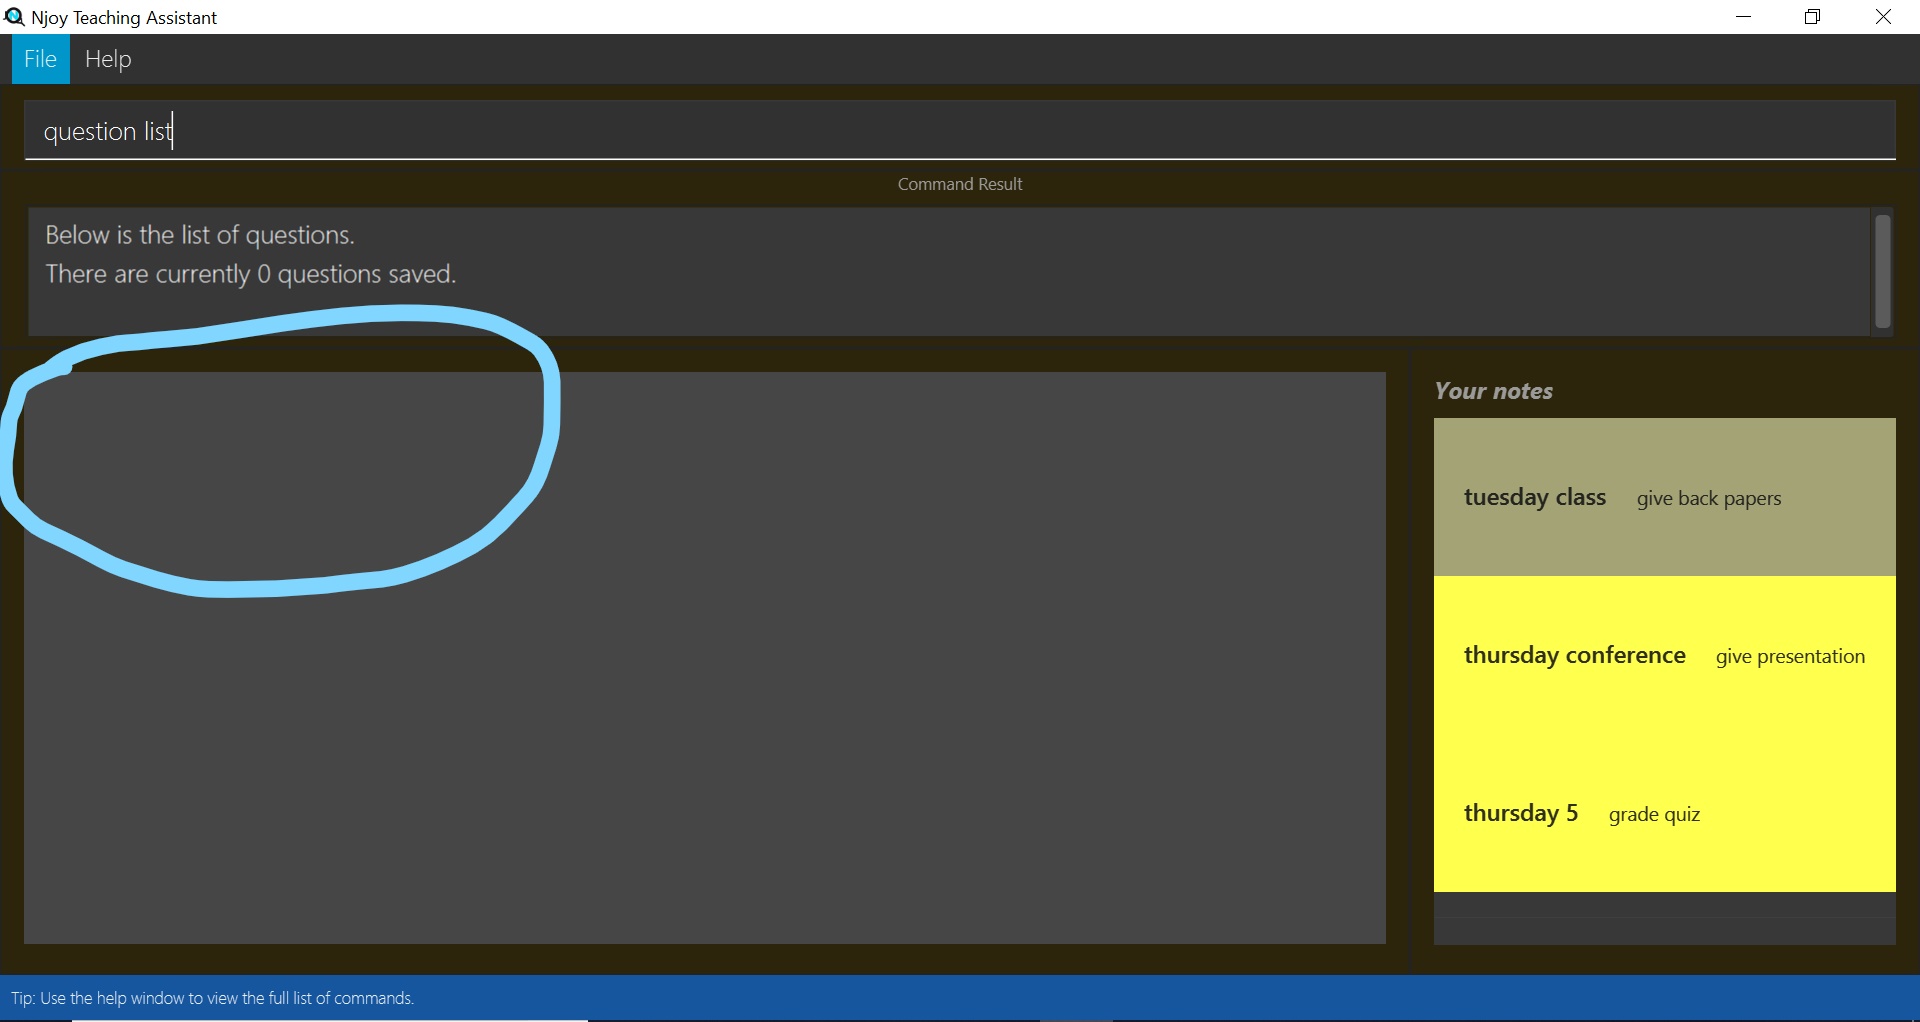 Njoy Teaching Assistant
File Help
question list
Command Result
Below is the list of questions.
There are currently 0 questions saved.
Your notes
tuesday class give back papers
thursday conference give presentation
thursday 5 grade quiz
Tip: Use the help window to view the full list of commands.